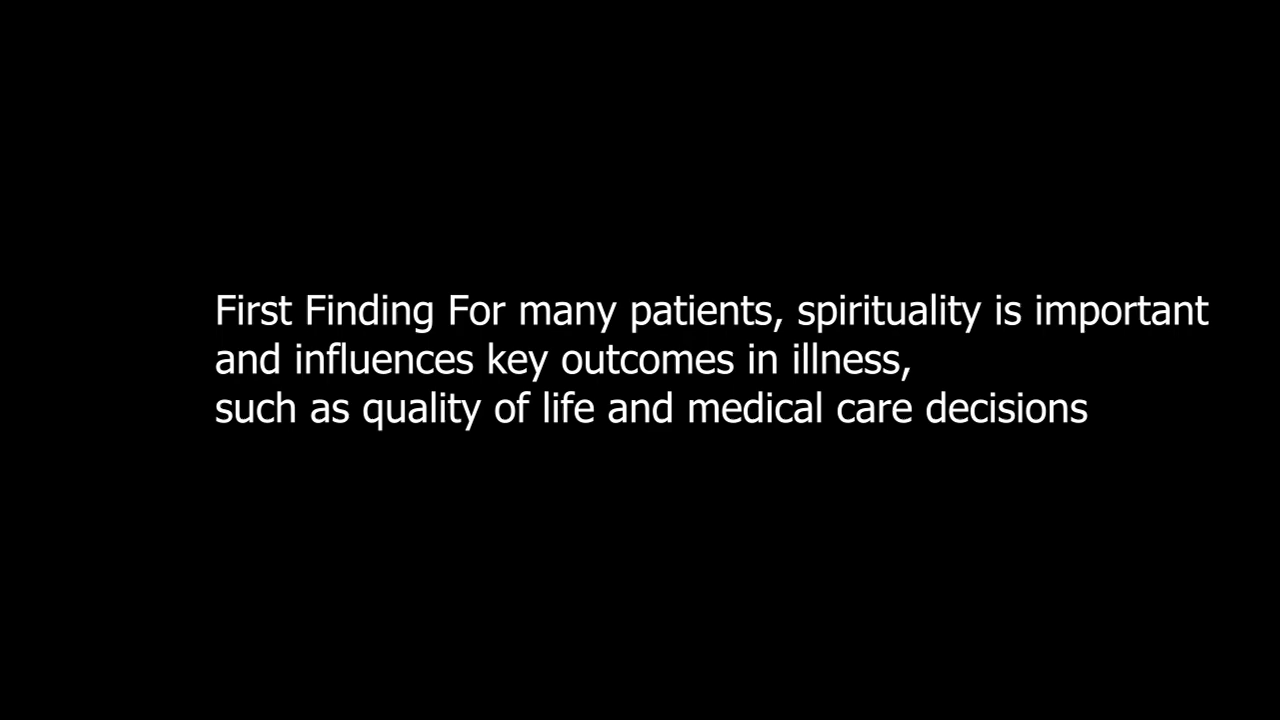 First Finding For many patients, spirituality is important
and influences key outcomes in illness,
such as quality of life and medical care decisions